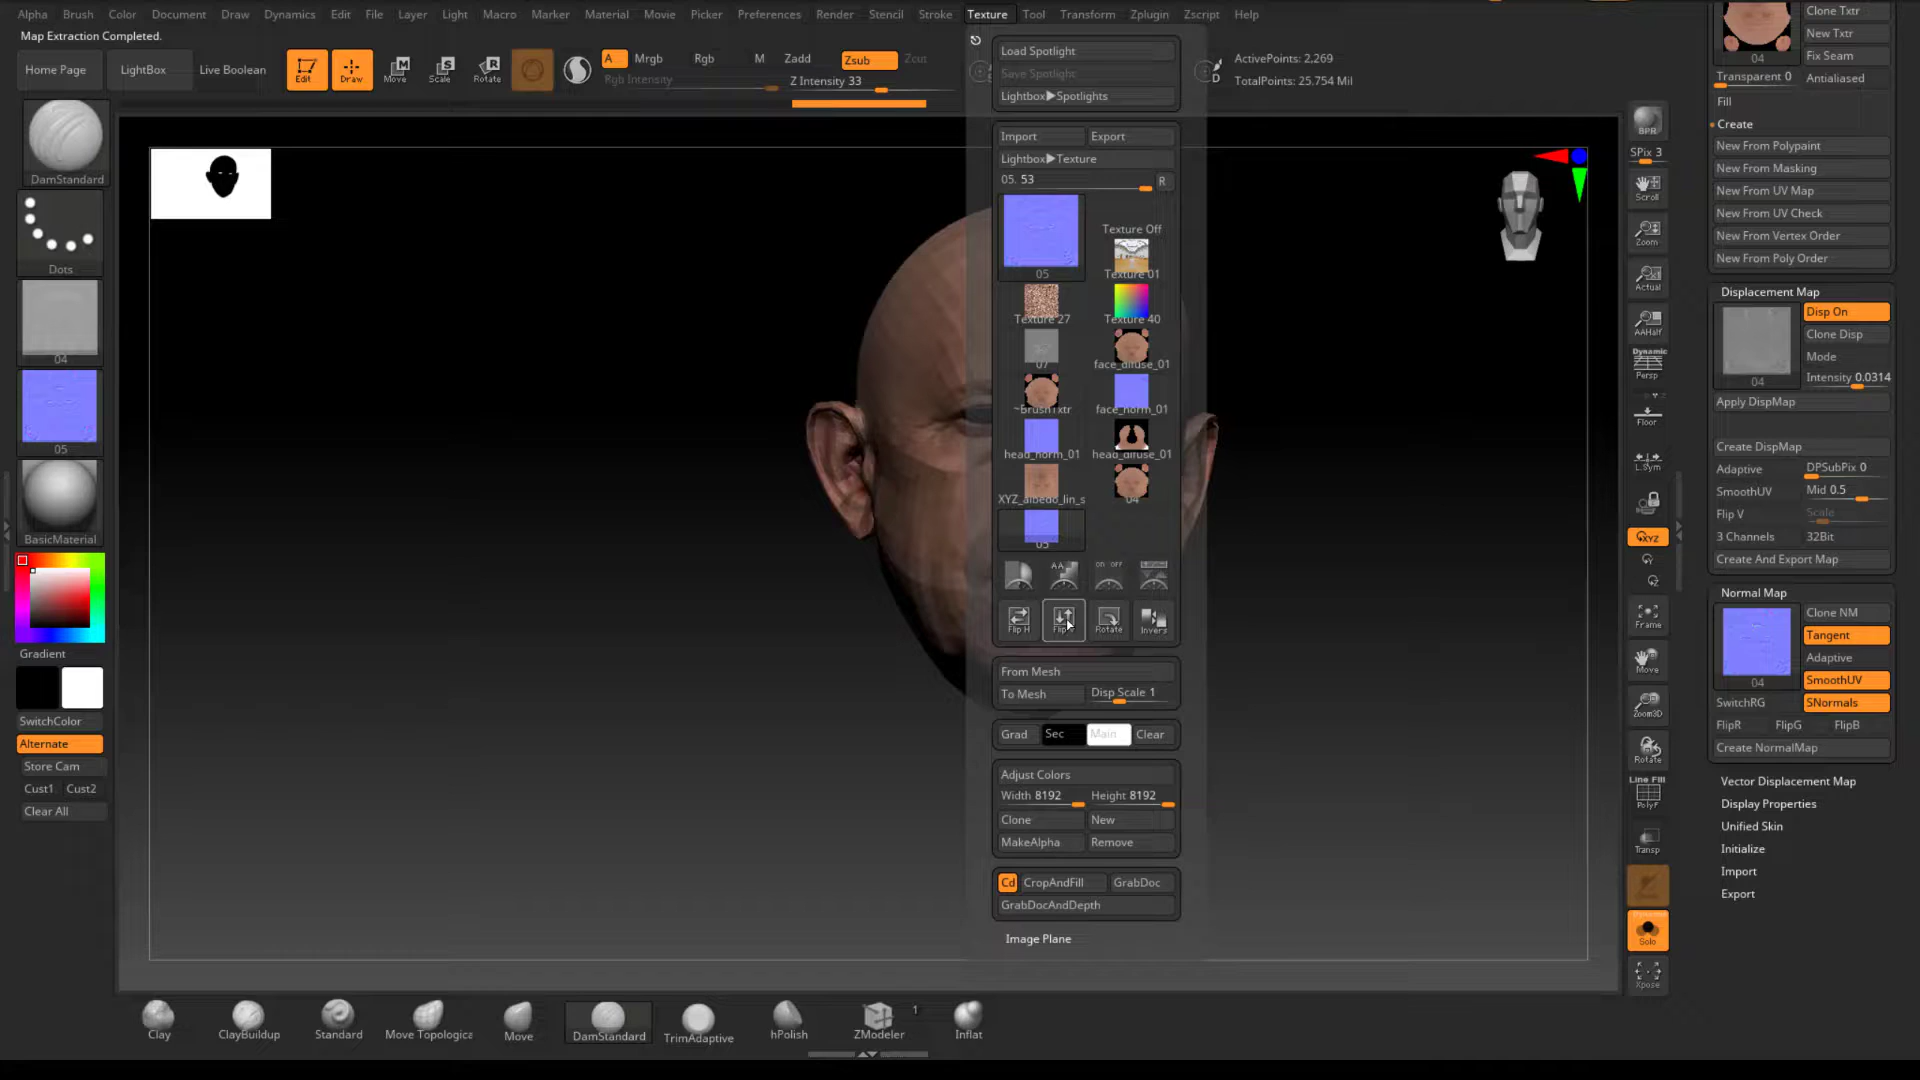 Alpha Brush Color Document Draw Dynamics Edit File Layer Light Macro Marker Material Movie Picker Preferences Render Stencil Stroke Texture Tool Transform Zplugin Zscript Help
Map Extraction Completed.
Home Page LightBox Live Boolean Edit Draw Move Scale Rotate A Mrgb Rgb M Zadd Zsub Zcut
Rgb Intensity Z Intensity 33
ActivePoints: 2,269
TotalPoints: 25.754 Mil
DamStandard
Dots
04
05
BasicMaterial
Gradient
SwitchColor
Alternate
Store Cam
Cust1 Cust2
Clear All
Load Spotlight
Save Spotlight
Lightbox▶Spotlights
Import Export
Lightbox▶Texture
05. 53 R
Texture Off
05 Texture 01
Texture 27 Texture 40
07 face_difuse_01
~BrushTxtr face_norm_01
head_norm_01 head_difuse_01
XYZ_albedo_lin_s 04
05
AA on off
Flip H Flip Rotate Invers
From Mesh
To Mesh Disp Scale 1
Grad Sec Main Clear
Adjust Colors
Width 8192 Height 8192
Clone New
MakeAlpha Remove
Cd CropAndFill GrabDoc
GrabDocAndDepth
Image Plane
BPR
SPix 3
Scroll
Zoom
Actual
AAHalf
Dynamic
Persp
Floor
L.Sym
XYZ
Frame
Move
Zoom3D
Rotate
Line Fill
PolyF
Transp
Solo
Xpose
Clone Txtr
New Txtr
04 Fix Seam
Transparent 0 Antialiased
Fill
Create
New From Polypaint
New From Masking
New From UV Map
New From UV Check
New From Vertex Order
New From Poly Order
Displacement Map
Disp On
Clone Disp
Mode
04 Intensity 0.0314
Apply DispMap
Create DispMap
Adaptive DPSubPix 0
SmoothUV Mid 0.5
Flip V Scale
3 Channels 32Bit
Create And Export Map
Normal Map
Clone NM
Tangent
Adaptive
04 SmoothUV
SwitchRG SNormals
FlipR FlipG FlipB
Create NormalMap
Vector Displacement Map
Display Properties
Unified Skin
Initialize
Import
Export
Clay ClayBuildup Standard Move Topologica Move DamStandard TrimAdaptive hPolish ZModeler 1 Inflat